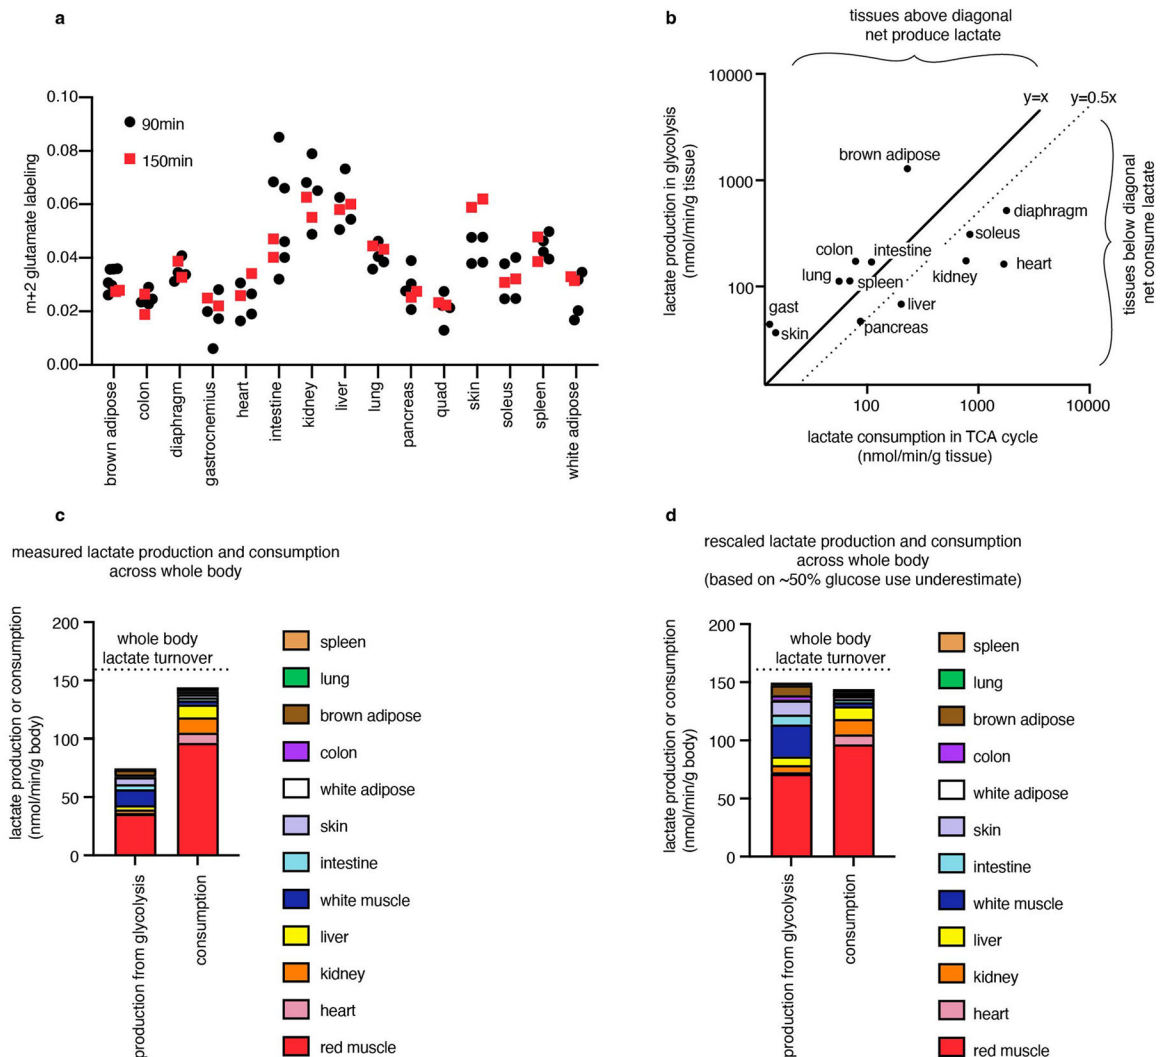 a
0.10
0.08
0.06
0.04
0.02
0.00
m+2 glutamate labeling
90min
150min
brown adipose
colon
diaphragm
gastrocnemius
heart
intestine
kidney
liver
lung
pancreas
quad
skin
soleus
spleen
white adipose
b
tissues above diagonal
net produce lactate
10000
1000
100
lactate production in glycolysis
(nmol/min/g tissue)
y=x
y=0.5x
brown adipose
diaphragm
soleus
colon
intestine
kidney
heart
lung
spleen
liver
gast
skin
pancreas
tissues below diagonal
net consume lactate
100
1000
10000
lactate consumption in TCA cycle
(nmol/min/g tissue)
c
measured lactate production and consumption
across whole body
200
150
100
50
0
lactate production or consumption
(nmol/min/g body)
whole body
lactate turnover
production from glycolysis
consumption
spleen
lung
brown adipose
colon
white adipose
skin
intestine
white muscle
liver
kidney
heart
red muscle
d
rescaled lactate production and consumption
across whole body
(based on ~50% glucose use underestimate)
200
150
100
50
0
lactate production or consumption
(nmol/min/g body)
whole body
lactate turnover
production from glycolysis
consumption
spleen
lung
brown adipose
colon
white adipose
skin
intestine
white muscle
liver
kidney
heart
red muscle